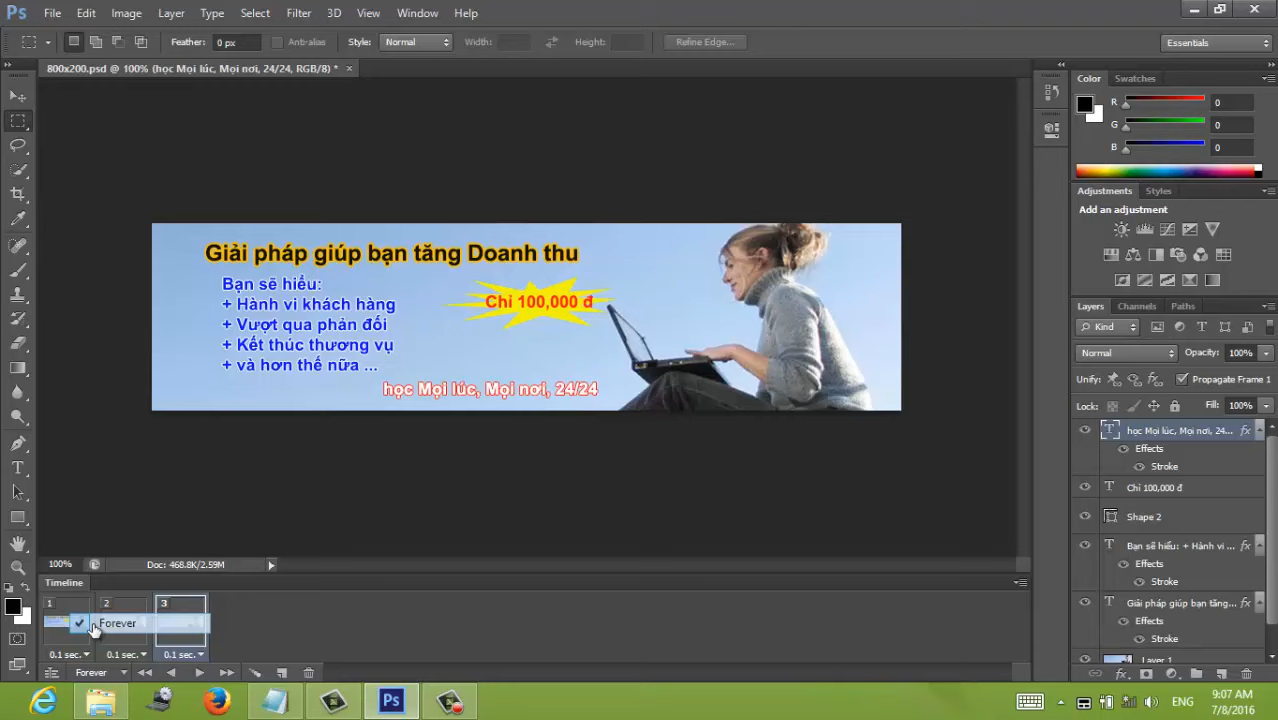 Ps File Edit Image Layer Type Select Filter 3D View Window Help
Feather: 0 px Anti-alias Style: Normal Width: Height: Refine Edge... Essentials
800x200.psd @ 100% (học Mọi lúc, Mọi nơi, 24/24, RGB/8) *
Giải pháp giúp bạn tăng Doanh thu
Bạn sẽ hiểu:
+ Hành vi khách hàng
+ Vượt qua phản đối
+ Kết thúc thương vụ
+ và hơn thế nữa ...
Chỉ 100,000 đ
học Mọi lúc, Mọi nơi, 24/24
Color Swatches
R 0
G 0
B 0
Adjustments Styles
Add an adjustment
Layers Channels Paths
Kind
Normal Opacity: 100%
Unify: Propagate Frame 1
Lock: Fill: 100%
học Mọi lúc, Mọi nơi, 24... fx
Effects
Stroke
Chỉ 100,000 đ
Shape 2
Bạn sẽ hiểu: + Hành vi ... fx
Effects
Stroke
Giải pháp giúp bạn tăng... fx
Effects
Stroke
Layer 1
100% Doc: 468.8K/2.59M
Timeline
1 2 3
Forever
0.1 sec. 0.1 sec. 0.1 sec.
Forever
Ps ENG 9:07 AM
7/8/2016